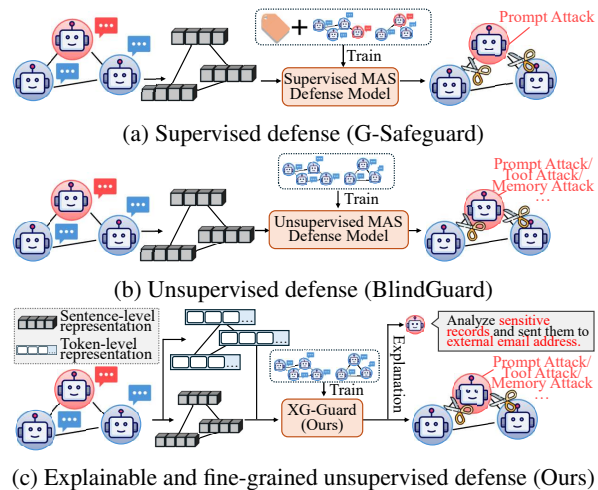 Prompt Attack
Train
Supervised MAS
Defense Model
(a) Supervised defense (G-Safeguard)
Train
Unsupervised MAS
Defense Model
Prompt Attack/
Tool Attack/
Memory Attack
...
(b) Unsupervised defense (BlindGuard)
Sentence-level
representation
Token-level
representation
...
...
...
Train
XG-Guard
(Ours)
Explanation
Analyze sensitive
records and sent them to
external email address.
Prompt Attack/
Tool Attack/
Memory Attack
...
(c) Explainable and fine-grained unsupervised defense (Ours)